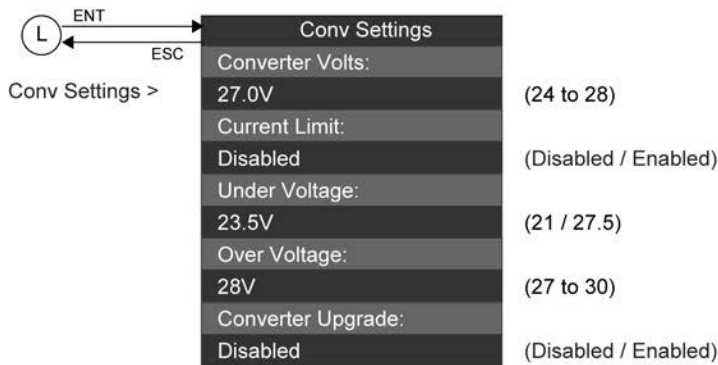 ENT
L
ESC
Conv Settings >
Conv Settings
Converter Volts:
27.0V (24 to 28)
Current Limit:
Disabled (Disabled / Enabled)
Under Voltage:
23.5V (21 / 27.5)
Over Voltage:
28V (27 to 30)
Converter Upgrade:
Disabled (Disabled / Enabled)